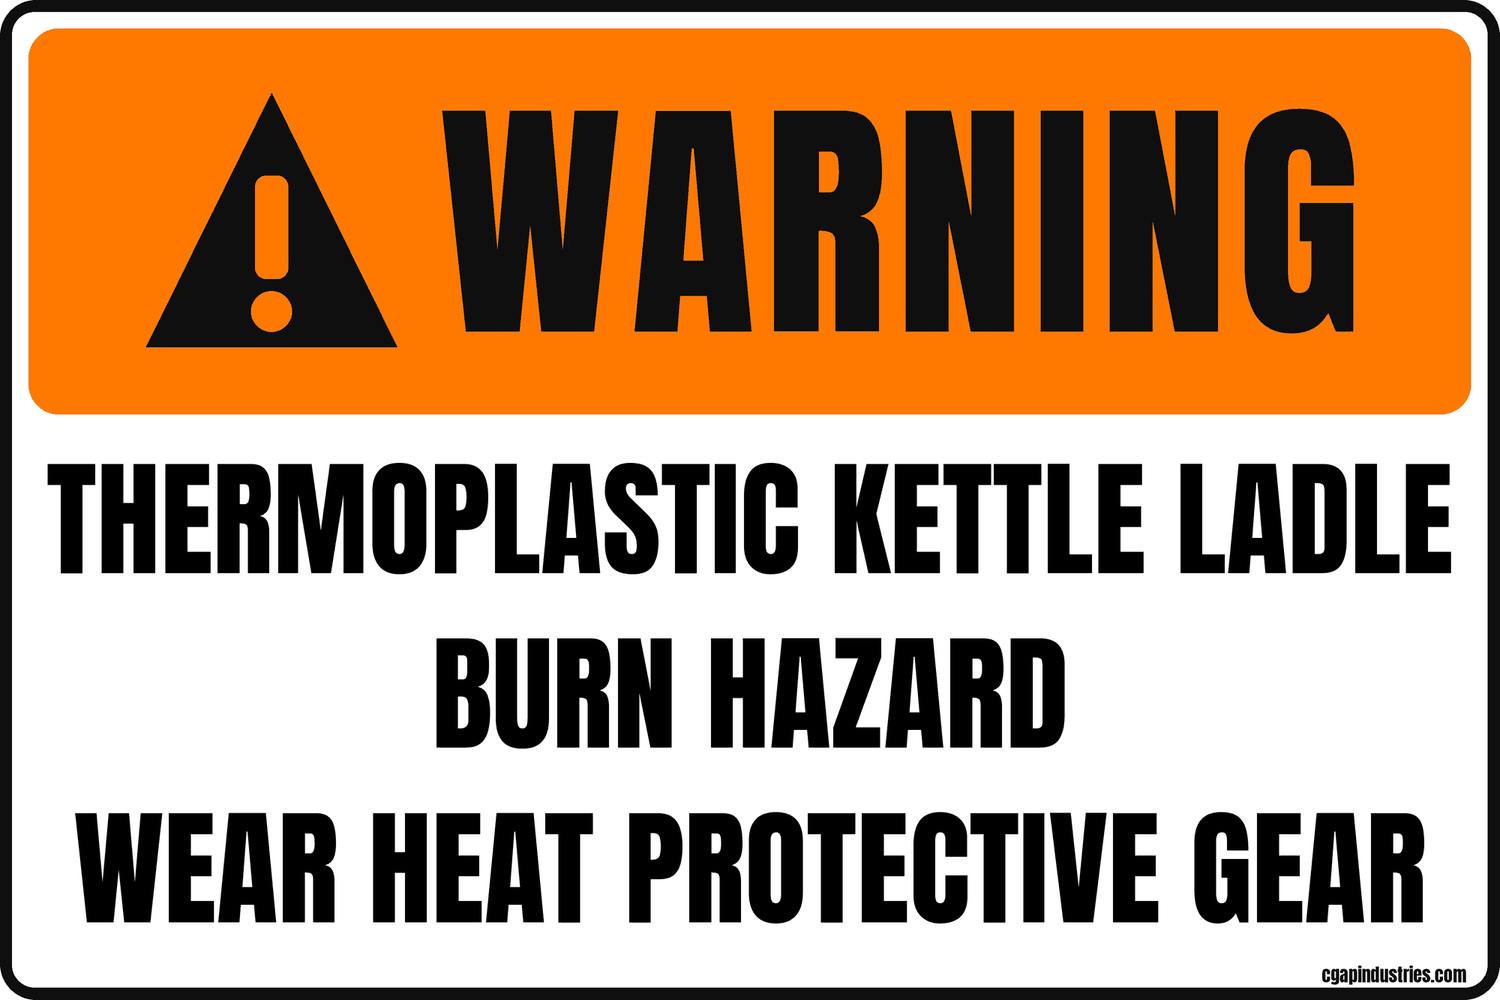 WARNING
THERMOPLASTIC KETTLE LADLE
BURN HAZARD
WEAR HEAT PROTECTIVE GEAR
cgapindustries.com